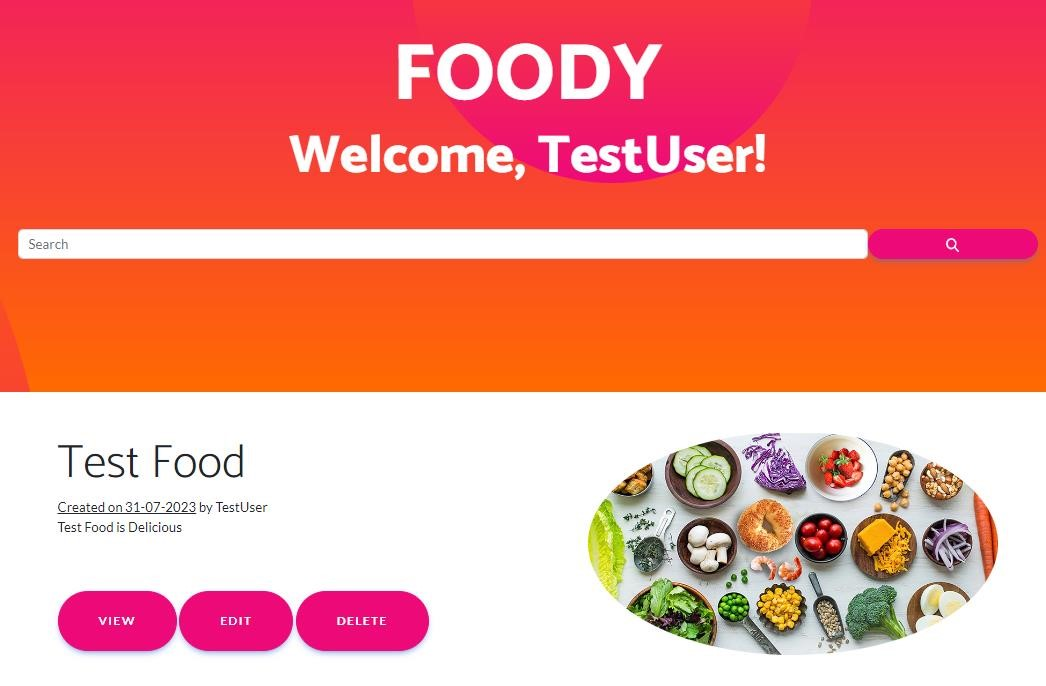 FOODY
Welcome, TestUser!
Search
Test Food
Created on 31-07-2023 by TestUser
Test Food is Delicious
VIEW EDIT DELETE